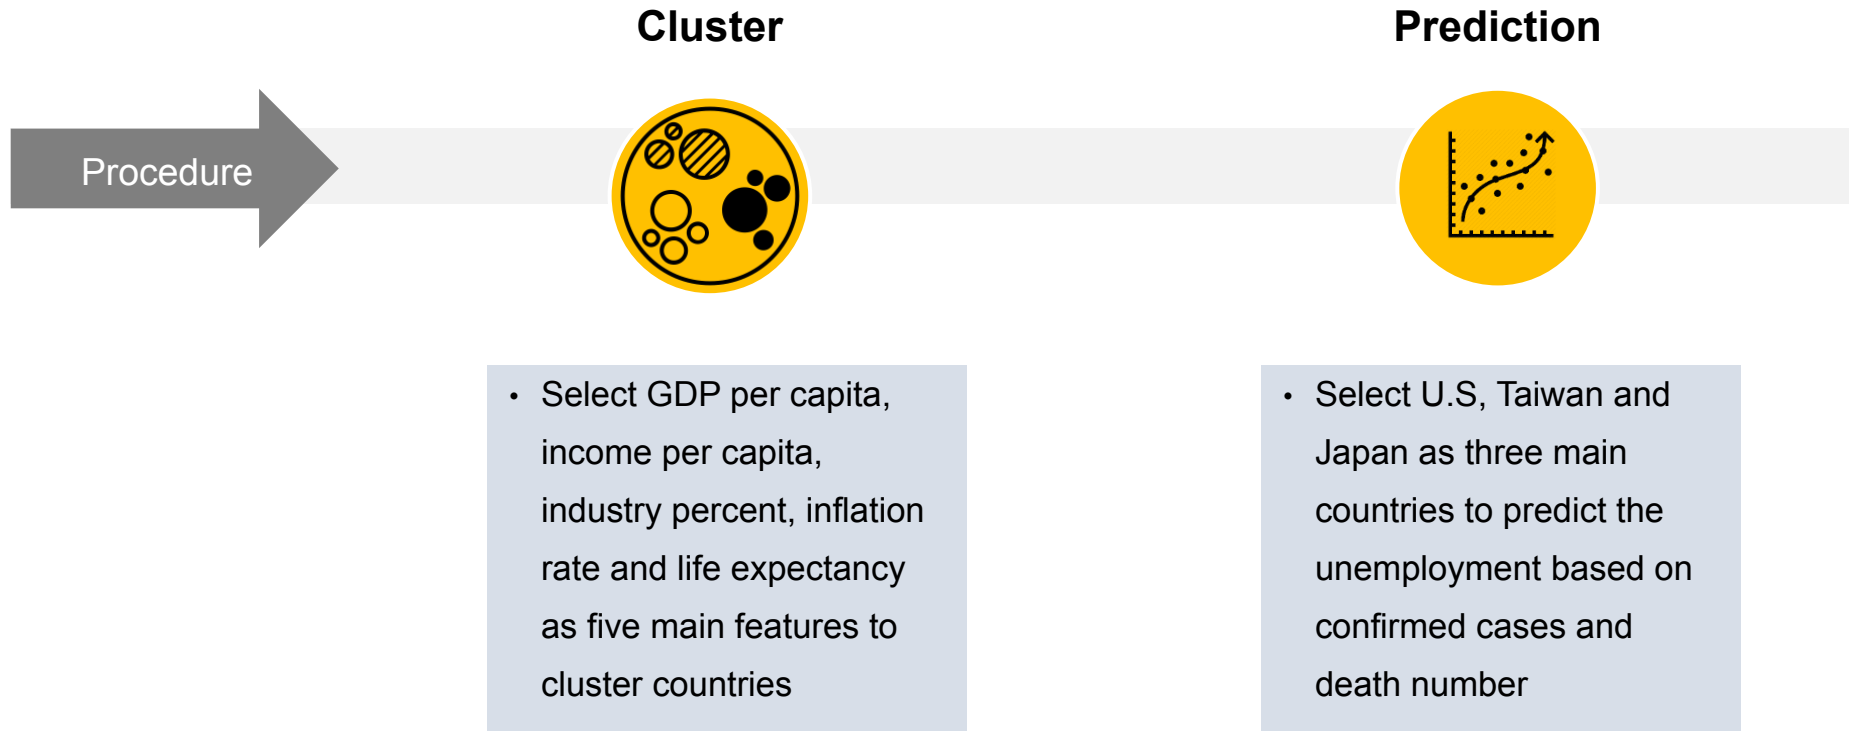 Cluster
Prediction
Procedure
• Select GDP per capita,
income per capita,
industry percent, inflation
rate and life expectancy
as five main features to
cluster countries
• Select U.S, Taiwan and
Japan as three main
countries to predict the
unemployment based on
confirmed cases and
death number